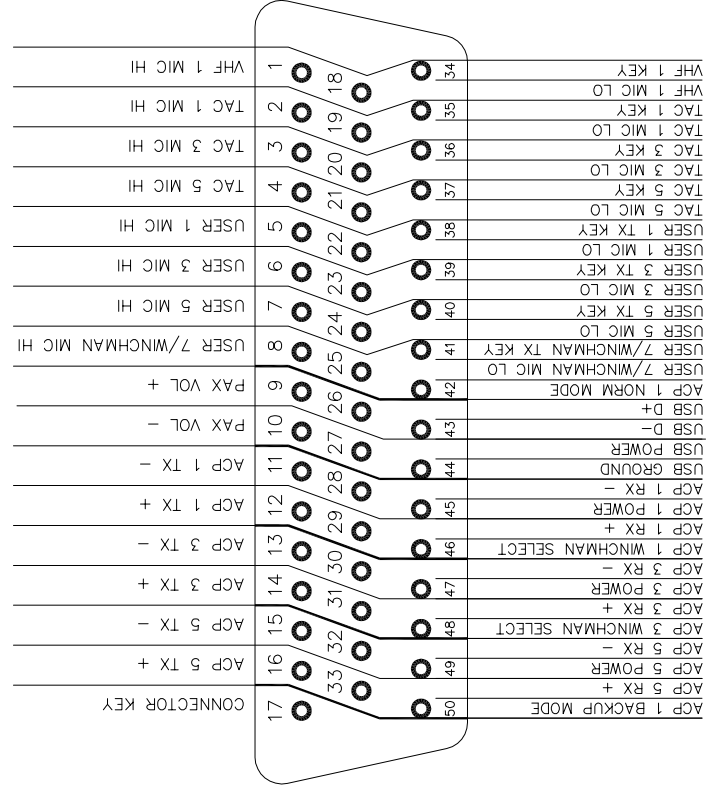 VHF 1 MIC HI
TAC 1 MIC HI
TAC 3 MIC HI
TAC 5 MIC HI
USER 1 MIC HI
USER 3 MIC HI
USER 5 MIC HI
USER 7/WINCHMAN MIC HI
PAX VOL +
PAX VOL −
ACP 1 TX −
ACP 1 TX +
ACP 3 TX −
ACP 3 TX +
ACP 5 TX −
ACP 5 TX +
CONNECTOR KEY
1
2
3
4
5
6
7
8
9
10
11
12
13
14
15
16
17
18
19
20
21
22
23
24
25
26
27
28
29
30
31
32
33
34
35
36
37
38
39
40
41
42
43
44
45
46
47
48
49
50
VHF 1 KEY
VHF 1 MIC LO
TAC 1 KEY
TAC 1 MIC LO
TAC 3 KEY
TAC 3 MIC LO
TAC 5 KEY
TAC 5 MIC LO
USER 1 TX KEY
USER 1 MIC LO
USER 3 TX KEY
USER 3 MIC LO
USER 5 TX KEY
USER 5 MIC LO
USER 7/WINCHMAN TX KEY
USER 7/WINCHMAN MIC LO
ACP 1 NORM MODE
USB D+
USB D−
USB POWER
USB GROUND
ACP 1 RX −
ACP 1 POWER
ACP 1 RX +
ACP 1 WINCHMAN SELECT
ACP 3 RX −
ACP 3 POWER
ACP 3 RX +
ACP 3 WINCHMAN SELECT
ACP 5 RX −
ACP 5 POWER
ACP 5 RX +
ACP 1 BACKUP MODE